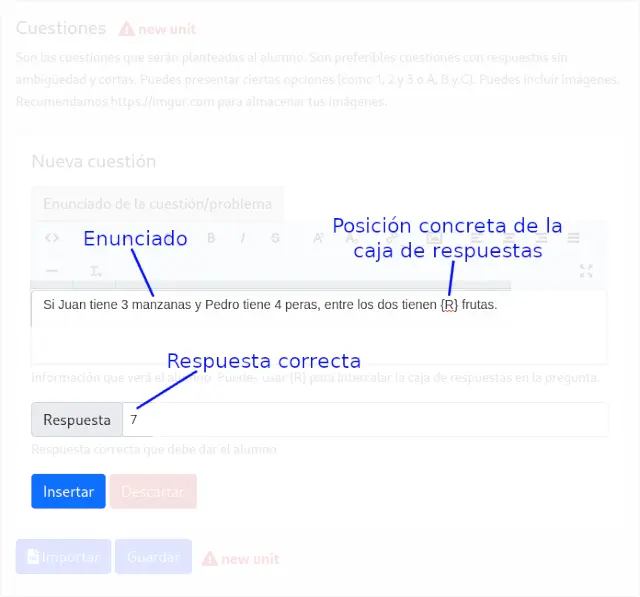 Cuestiones new unit
Son las cuestiones que serán planteadas al alumno. Son preferibles cuestiones con respuestas sin
ambigüedad y cortas. Puedes presentar ciertas opciones (como 1, 2 y 3 o A, B y C). Puedes incluir imágenes.
Recomendamos https://imgur.com para almacenar tus imágenes.
Nueva cuestión
Enunciado de la cuestión/problema
Posición concreta de la
caja de respuestas
Enunciado
Si Juan tiene 3 manzanas y Pedro tiene 4 peras, entre los dos tienen {R} frutas.
Respuesta correcta
Información que verá el alumno. Puedes usar {R} para intercalar la caja de respuestas en la pregunta.
Respuesta 7
Respuesta correcta que debe dar el alumno
Insertar Descartar
Importar Guardar new unit